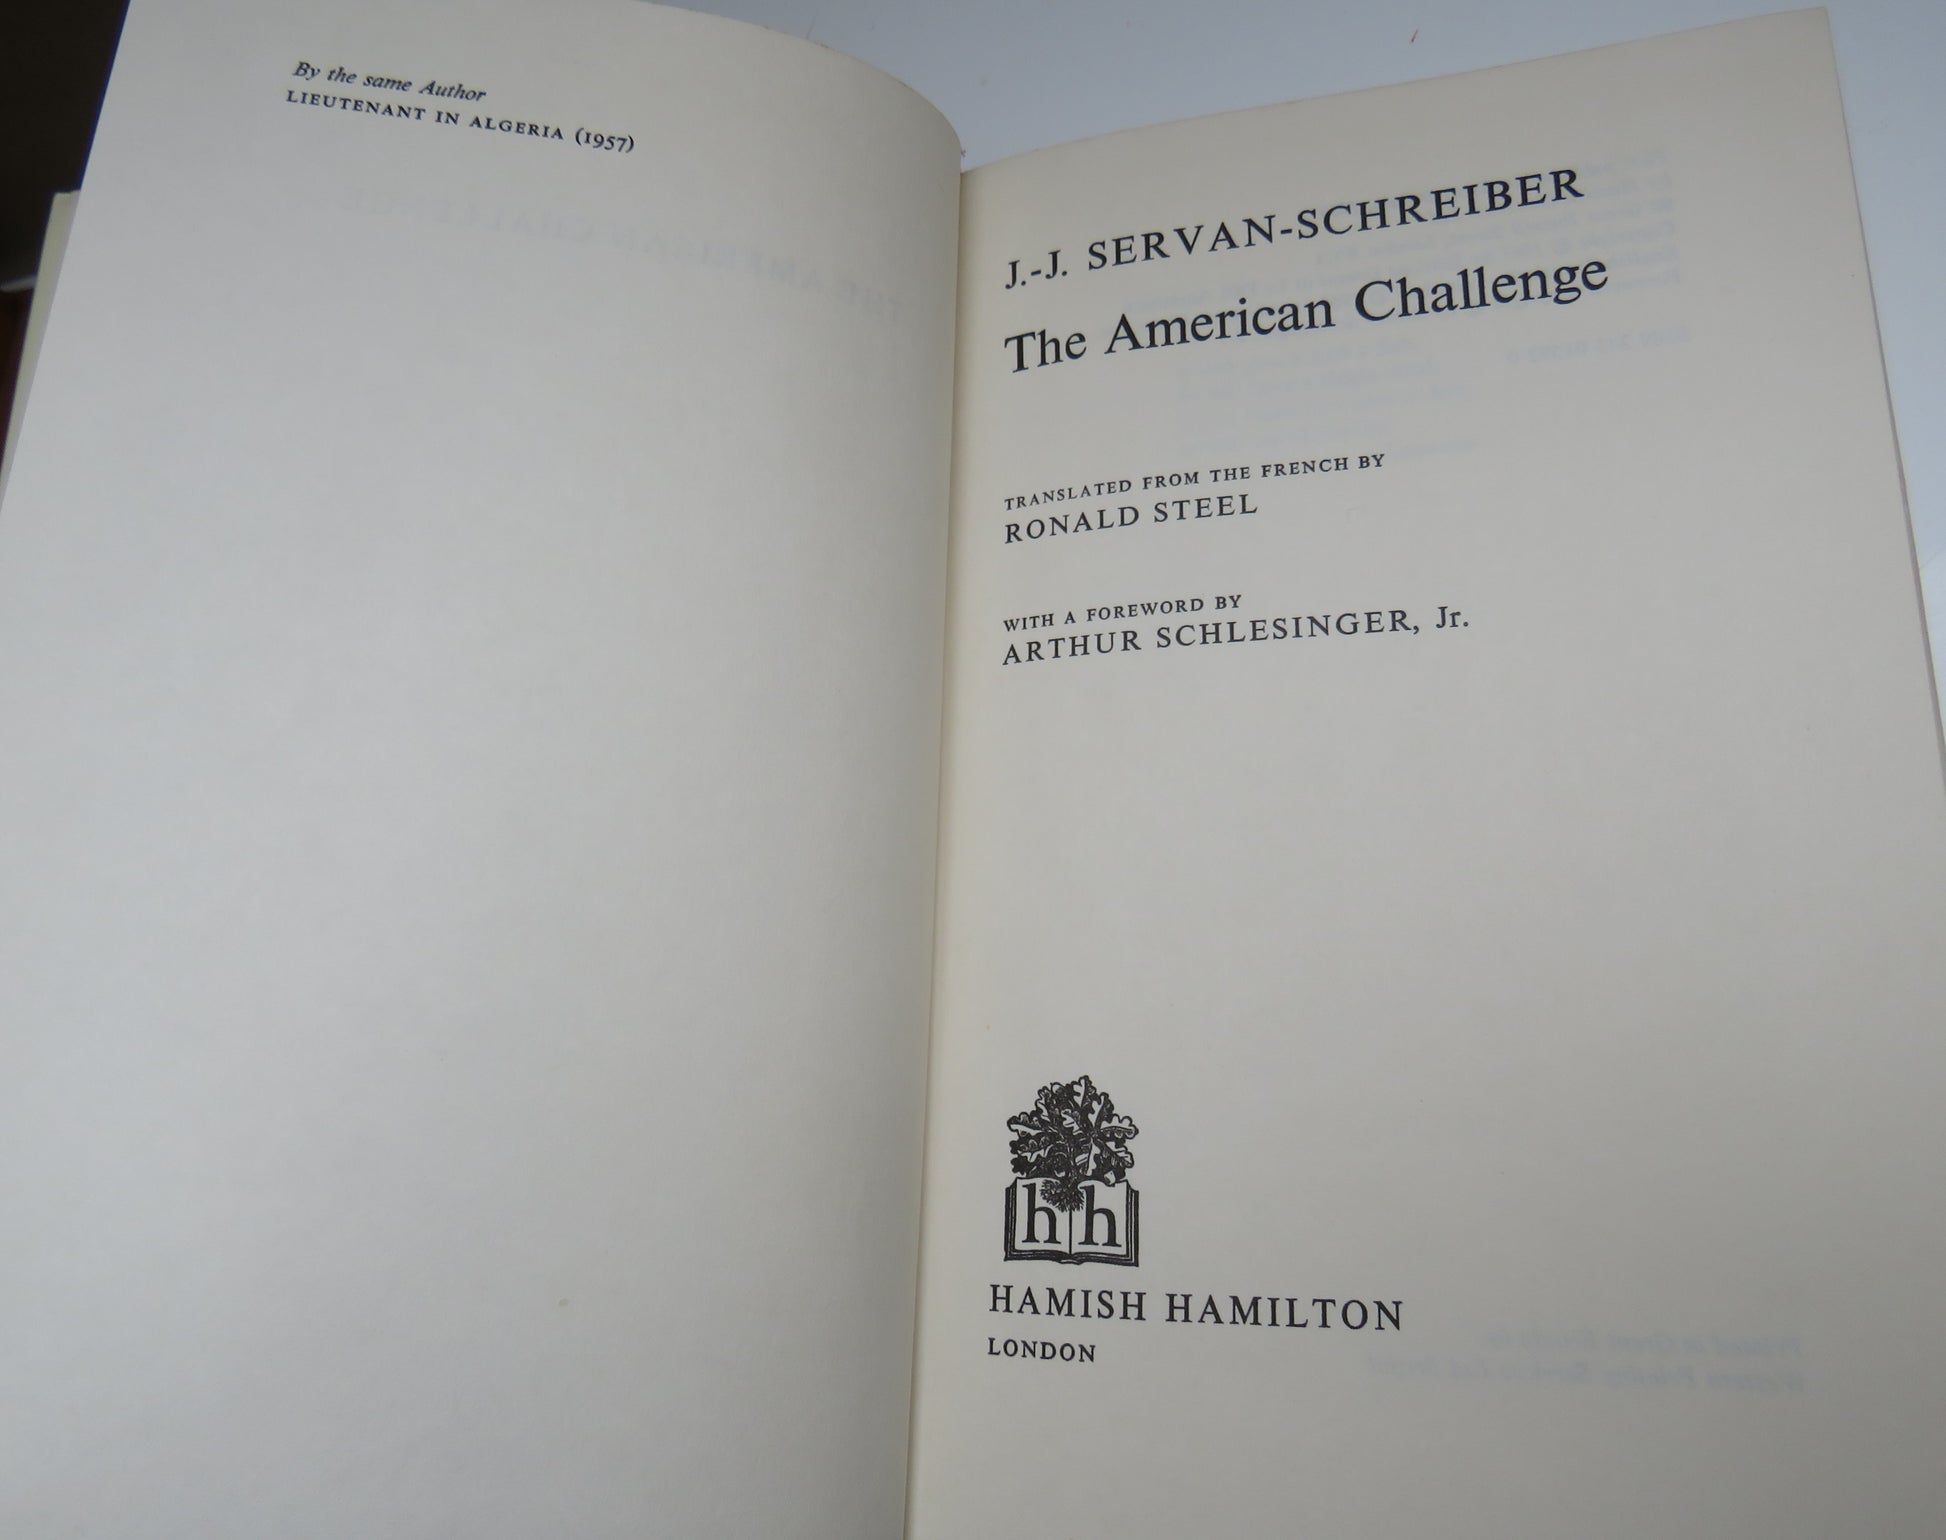 By the same Author
LIEUTENANT IN ALGERIA (1957)
J.-J. SERVAN-SCHREIBER
The American Challenge
TRANSLATED FROM THE FRENCH BY
RONALD STEEL
WITH A FOREWORD BY
ARTHUR SCHLESINGER, Jr.
h h
HAMISH HAMILTON
LONDON